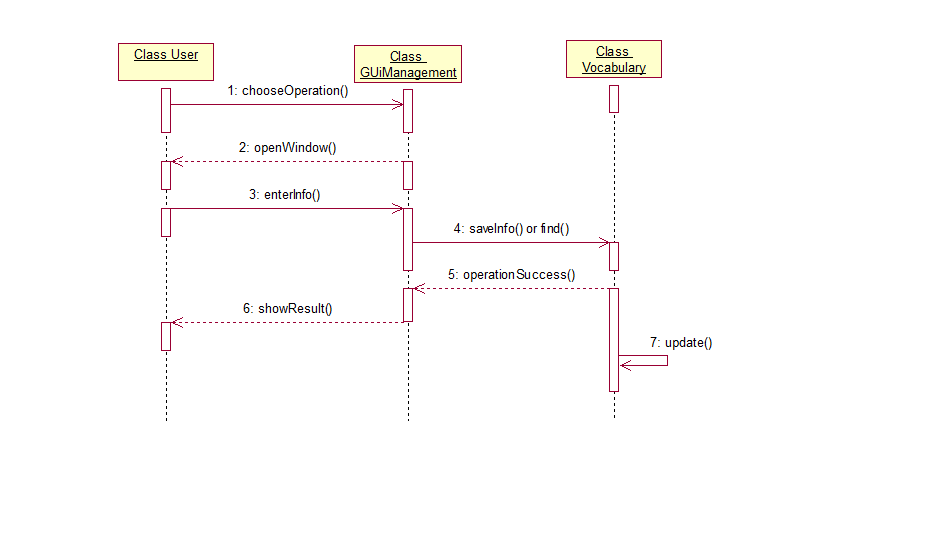 Class User
Class
GUiManagement
Class
Vocabulary
1: chooseOperation()
2: openWindow()
3: enterInfo()
4: saveInfo() or find()
5: operationSuccess()
6: showResult()
7: update()